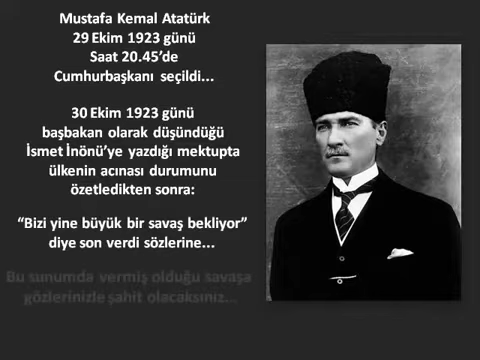 Mustafa Kemal Atatürk
29 Ekim 1923 günü
Saat 20.45’de
Cumhurbaşkanı seçildi...
30 Ekim 1923 günü
başbakan olarak düşündüğü
İsmet İnönü’ye yazdığı mektupta
ülkenin acınası durumunu
özetledikten sonra:
“Bizi yine büyük bir savaş bekliyor”
diye son verdi sözlerine...
Bu sunumda vermiş olduğu savaşa
gözlerinizle şahit olacaksınız...